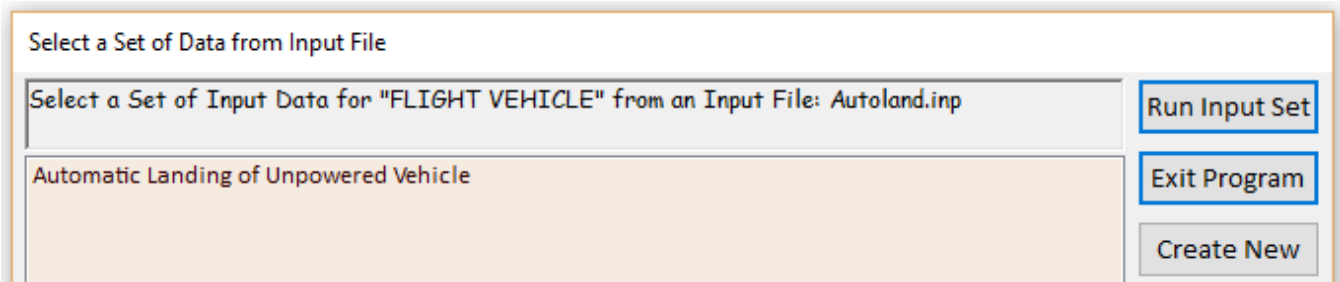 Select a Set of Data from Input File
Select a Set of Input Data for "FLIGHT VEHICLE" from an Input File: Autoland.inp
Run Input Set
Automatic Landing of Unpowered Vehicle
Exit Program
Create New